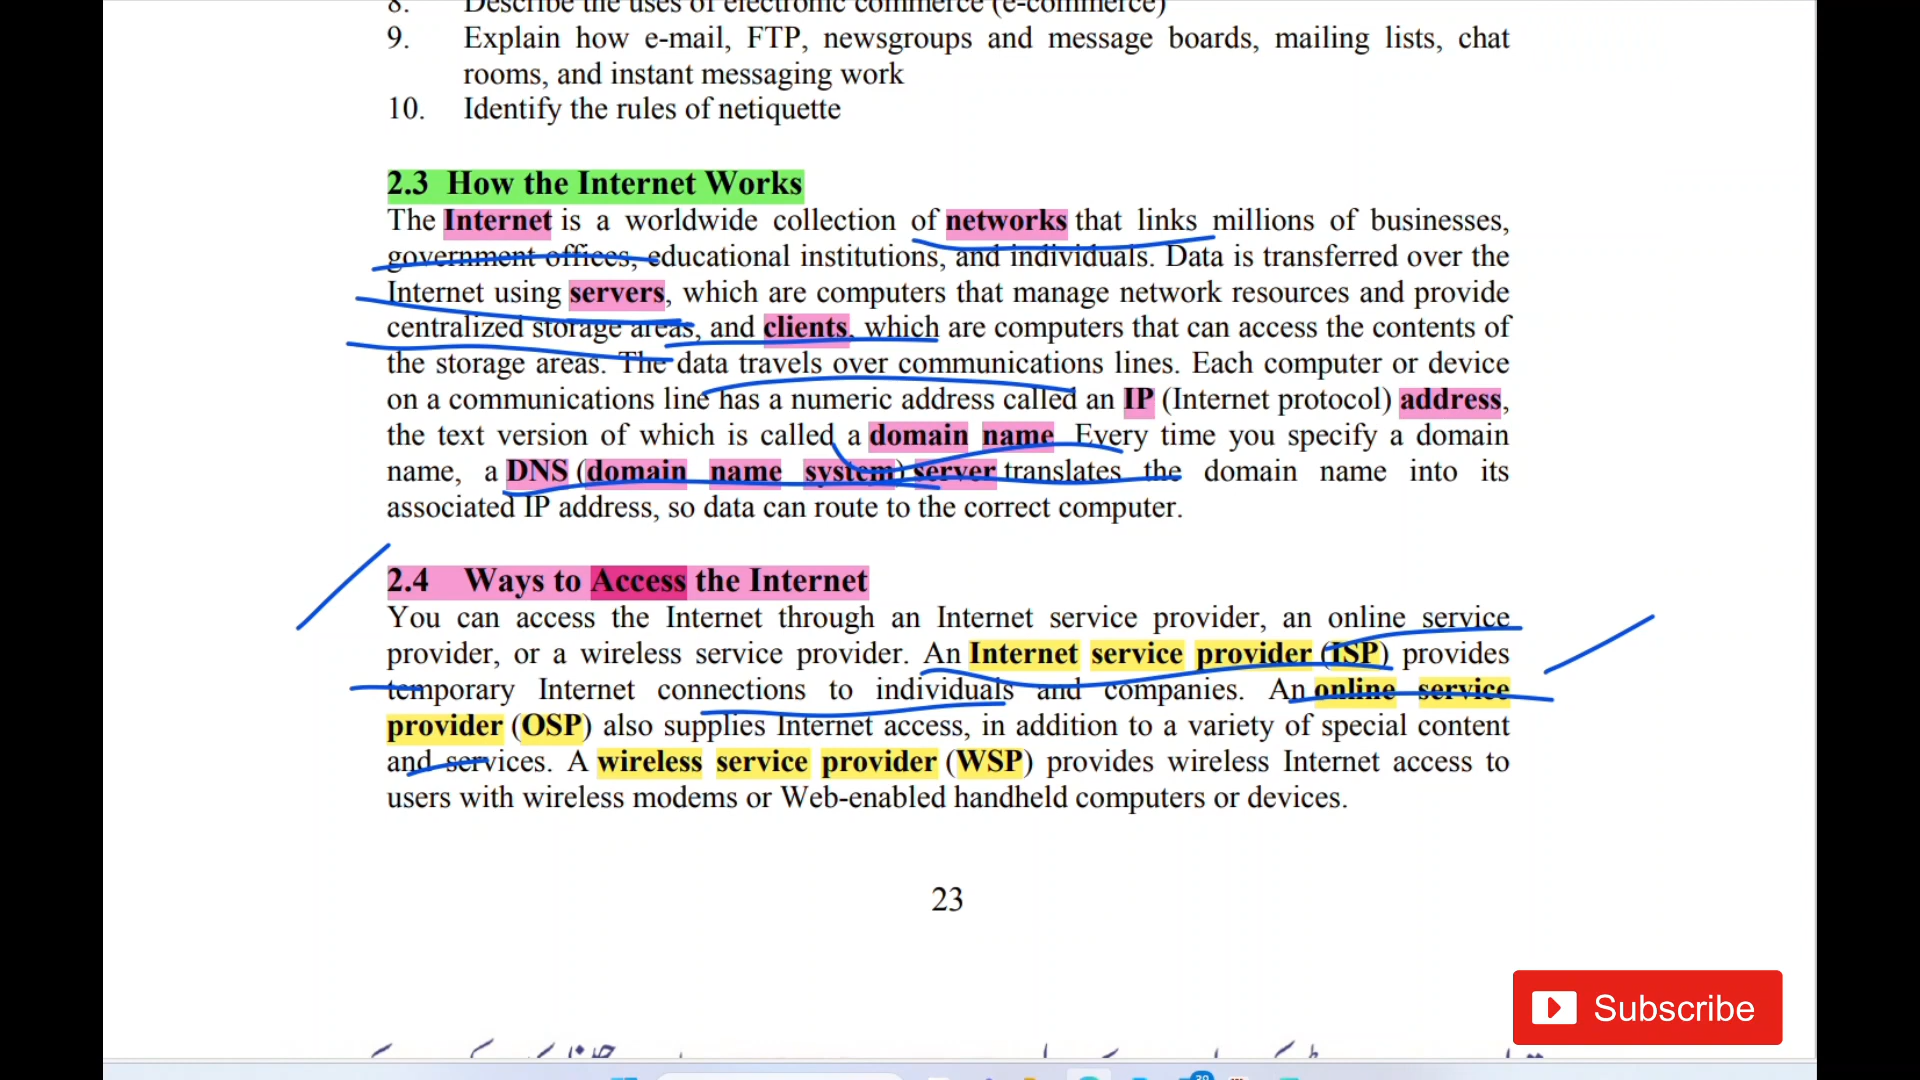 8. Describe the uses of electronic commerce (e-commerce)
9. Explain how e-mail, FTP, newsgroups and message boards, mailing lists, chat
rooms, and instant messaging work
10. Identify the rules of netiquette
2.3 How the Internet Works
The Internet is a worldwide collection of networks that links millions of businesses,
government offices, educational institutions, and individuals. Data is transferred over the
Internet using servers, which are computers that manage network resources and provide
centralized storage areas, and clients, which are computers that can access the contents of
the storage areas. The data travels over communications lines. Each computer or device
on a communications line has a numeric address called an IP (Internet protocol) address,
the text version of which is called a domain name. Every time you specify a domain
name, a DNS (domain name system) server translates the domain name into its
associated IP address, so data can route to the correct computer.
2.4 Ways to Access the Internet
You can access the Internet through an Internet service provider, an online service
provider, or a wireless service provider. An Internet service provider (ISP) provides
temporary Internet connections to individuals and companies. An online service
provider (OSP) also supplies Internet access, in addition to a variety of special content
and services. A wireless service provider (WSP) provides wireless Internet access to
users with wireless modems or Web-enabled handheld computers or devices.
23
Subscribe